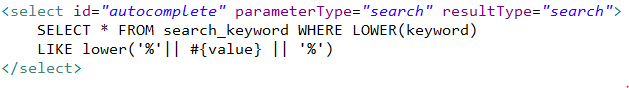 <select id="autocomplete" parameterType="search" resultType="search">
SELECT * FROM search_keyword WHERE LOWER(keyword)
LIKE lower('%'|| #{value} || '%')
</select>